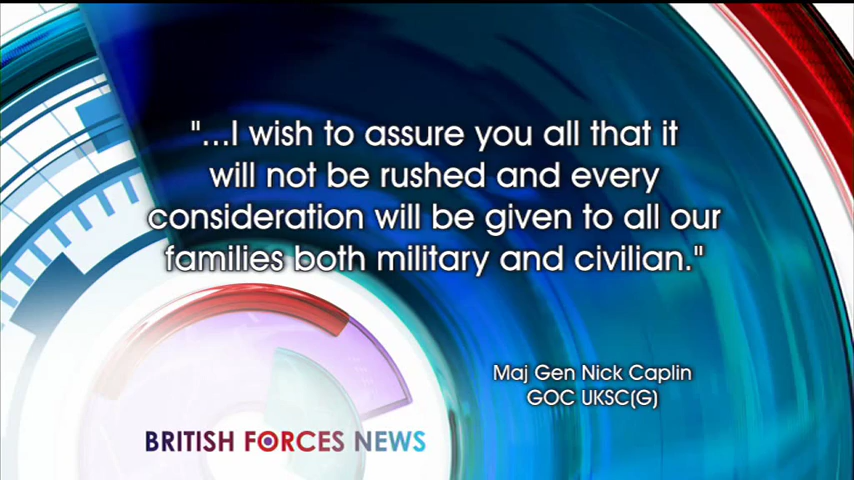 "...I wish to assure you all that it
will not be rushed and every
consideration will be given to all our
families both military and civilian."
Maj Gen Nick Caplin
GOC UKSC(G)
BRITISH FORCES NEWS